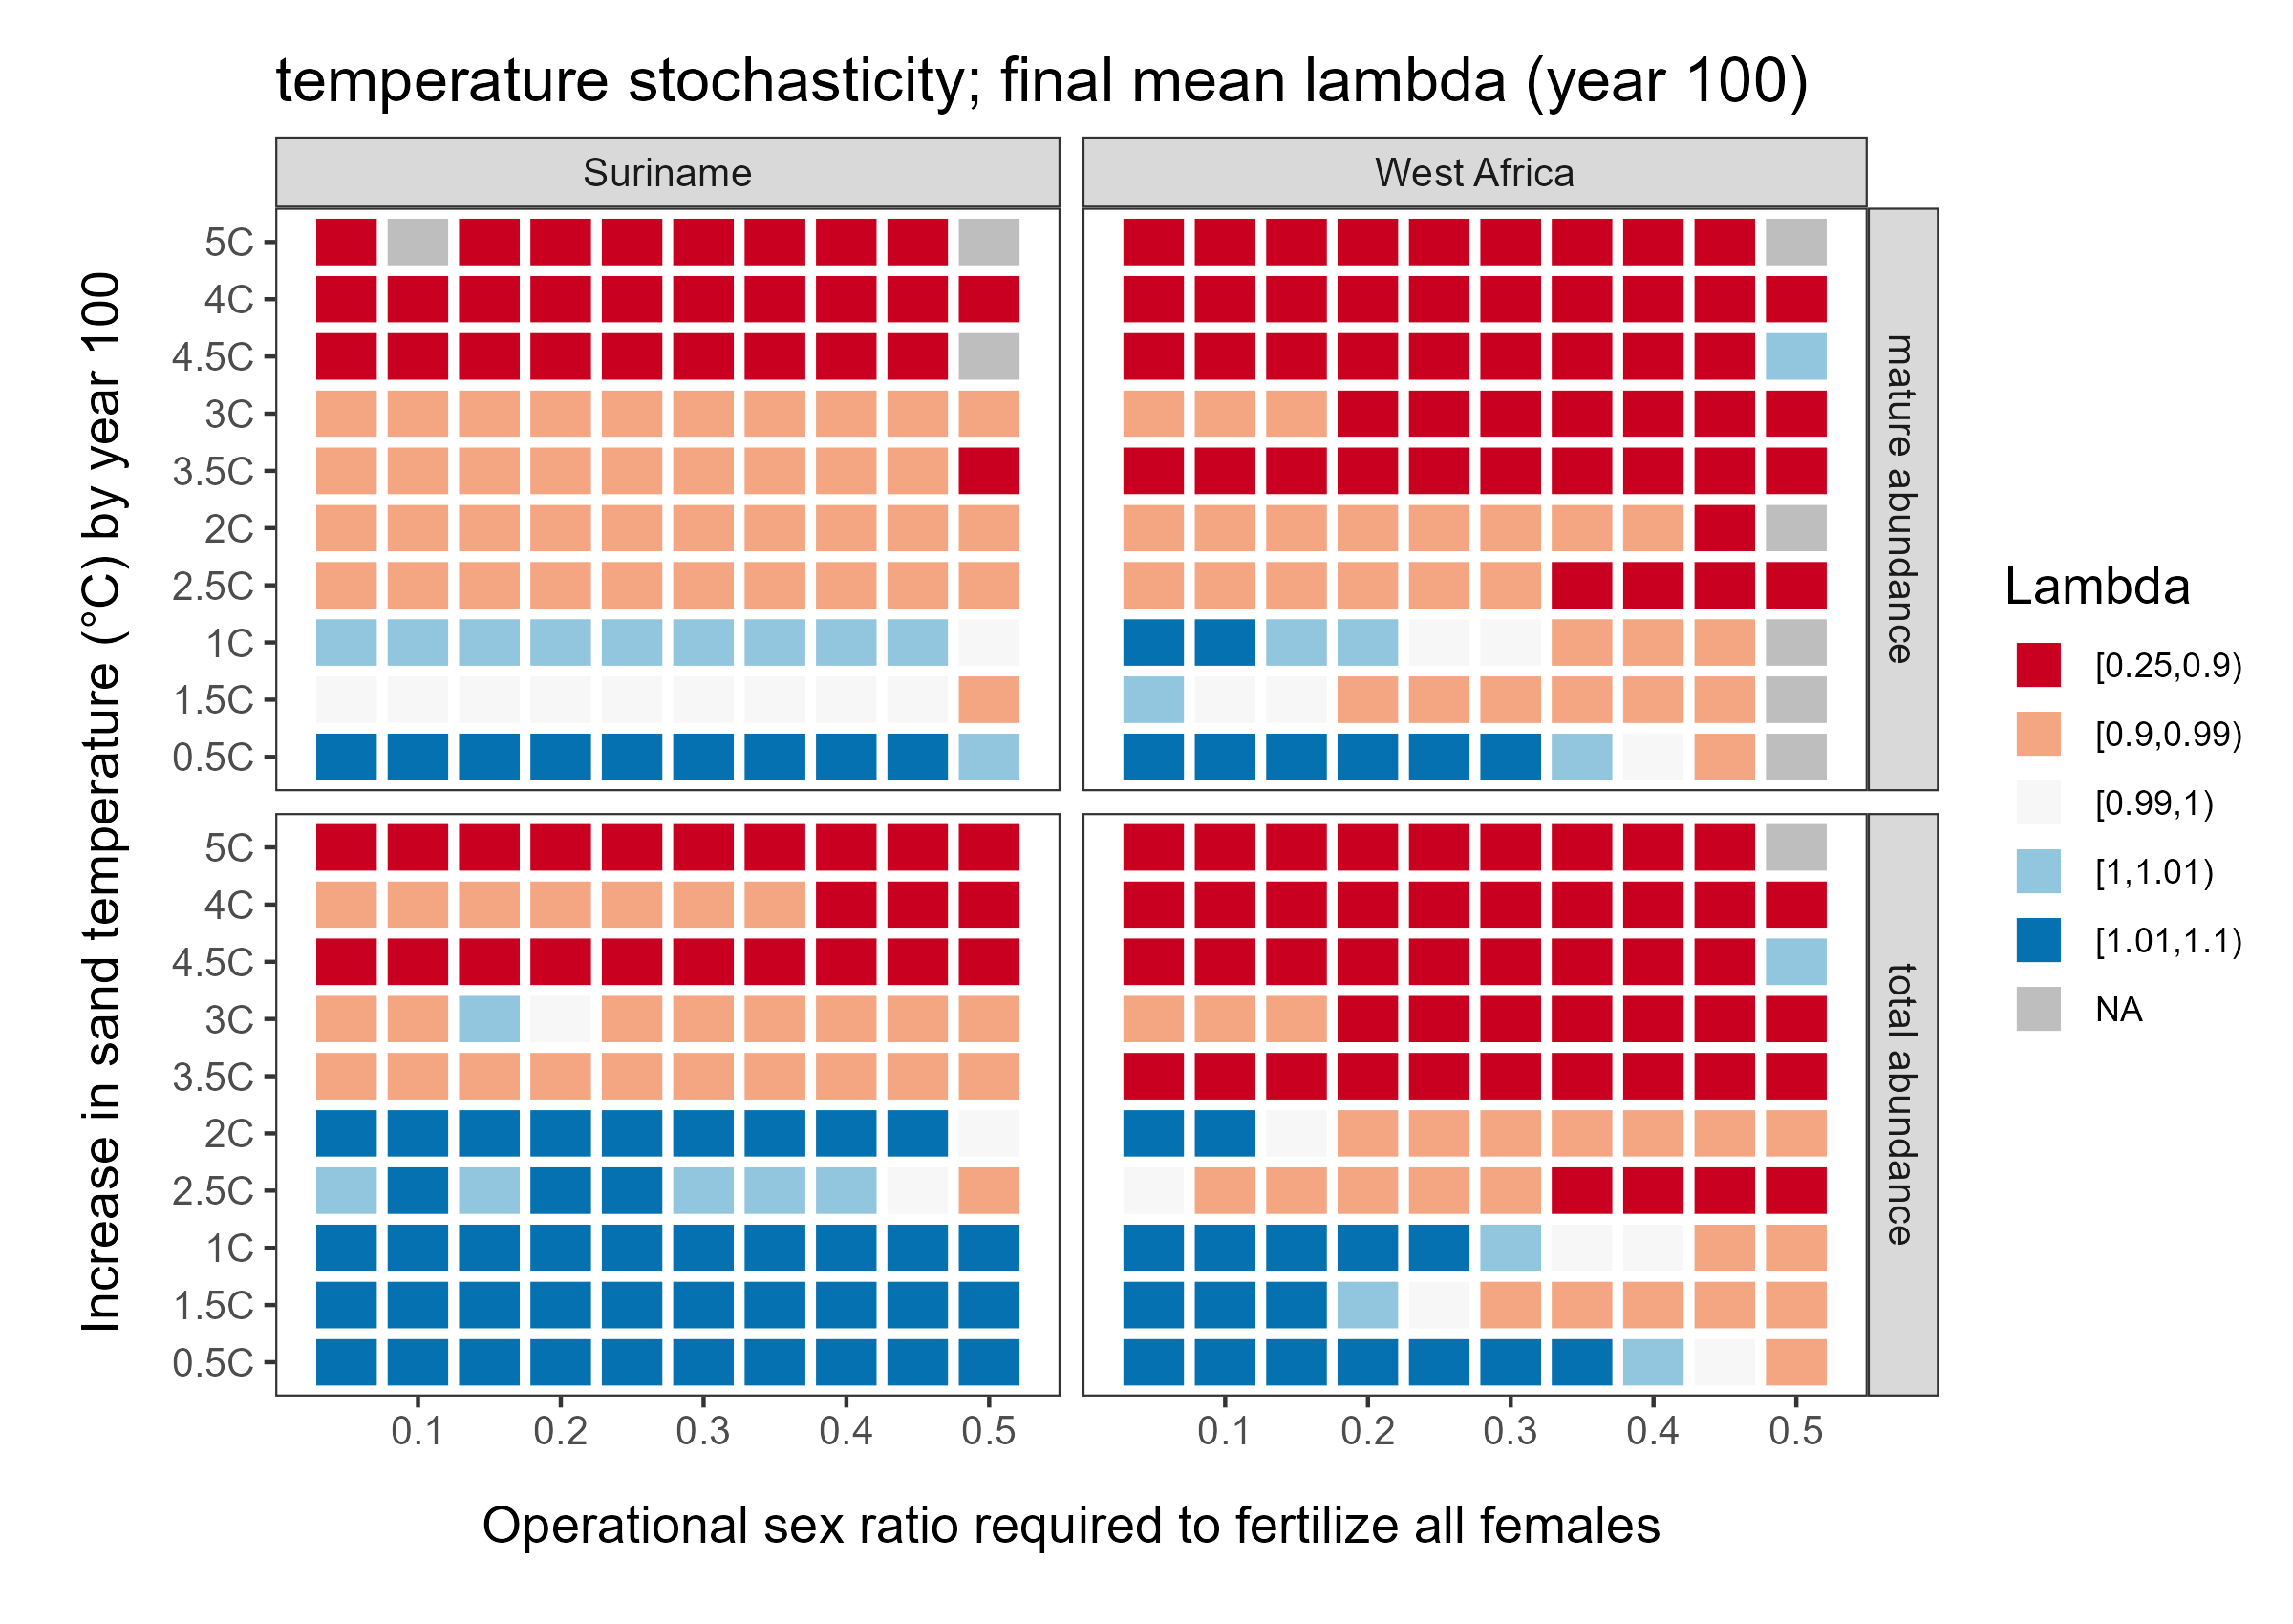 temperature stochasticity; final mean lambda (year 100)
Suriname
West Africa
Increase in sand temperature (°C) by year 100
5C
4C
4.5C
3C
3.5C
2C
2.5C
1C
1.5C
0.5C
mature abundance
5C
4C
4.5C
3C
3.5C
2C
2.5C
1C
1.5C
0.5C
total abundance
0.1 0.2 0.3 0.4 0.5
0.1 0.2 0.3 0.4 0.5
Operational sex ratio required to fertilize all females
Lambda
[0.25,0.9)
[0.9,0.99)
[0.99,1)
[1,1.01)
[1.01,1.1)
NA